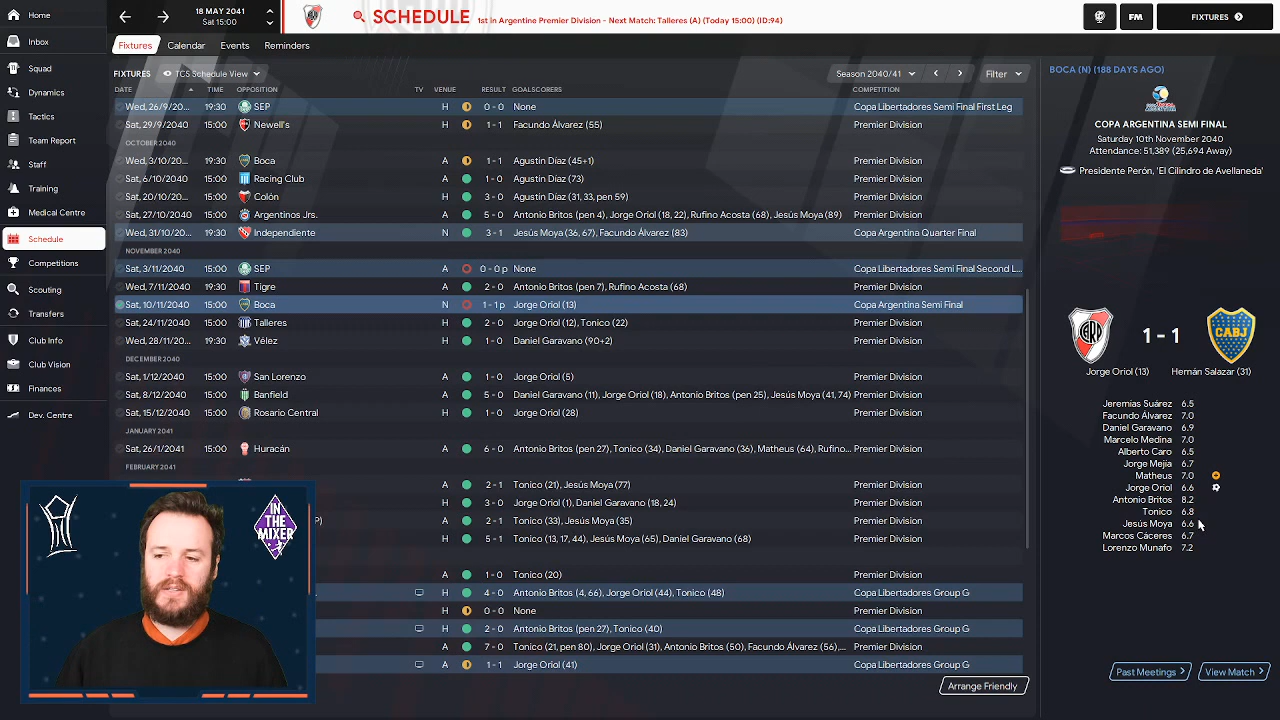 Home
Inbox
Squad
Dynamics
Tactics
Team Report
Staff
Training
Medical Centre
Schedule
Competitions
Scouting
Transfers
Club Info
Club Vision
Finances
Dev. Centre
18 MAY 2041
Sat 15:00
SCHEDULE
1st in Argentine Premier Division - Next Match: Talleres (A) (Today 15:00) (ID:94)
FM
FIXTURES
Fixtures Calendar Events Reminders
FIXTURES TCS Schedule View Season 2040/41 Filter
DATE TIME OPPOSITION TV VENUE RESULT GOALSCORERS COMPETITION
Wed, 26/9/20... 19:30 SEP H 0 - 0 None Copa Libertadores Semi Final First Leg
Sat, 29/9/2040 15:00 Newell's H 1 - 1 Facundo Álvarez (55) Premier Division
OCTOBER 2040
Wed, 3/10/20... 19:30 Boca A 1 - 1 Agustín Díaz (45+1) Premier Division
Sat, 6/10/2040 15:00 Racing Club A 1 - 0 Agustín Díaz (73) Premier Division
Sat, 20/10/20... 15:00 Colón H 3 - 0 Agustín Díaz (31, 33, pen 59) Premier Division
Sat, 27/10/2040 15:00 Argentinos Jrs. A 5 - 0 Antonio Britos (pen 4), Jorge Oriol (18, 22), Rufino Acosta (68), Jesús Moya (89) Premier Division
Wed, 31/10/2040 19:30 Independiente N 3 - 1 Jesús Moya (36, 67), Facundo Álvarez (83) Copa Argentina Quarter Final
NOVEMBER 2040
Sat, 3/11/2040 15:00 SEP A 0 - 0 p None Copa Libertadores Semi Final Second L...
Wed, 7/11/2040 19:30 Tigre A 2 - 0 Antonio Britos (pen 7), Rufino Acosta (68) Premier Division
Sat, 10/11/2040 15:00 Boca N 1 - 1 p Jorge Oriol (13) Copa Argentina Semi Final
Sat, 24/11/2040 15:00 Talleres H 2 - 0 Jorge Oriol (12), Tonico (22) Premier Division
Wed, 28/11/2040 19:30 Vélez H 1 - 0 Daniel Garavano (90+2) Premier Division
DECEMBER 2040
Sat, 1/12/2040 15:00 San Lorenzo A 1 - 0 Jorge Oriol (5) Premier Division
Sat, 8/12/2040 15:00 Banfield A 5 - 0 Daniel Garavano (11), Jorge Oriol (18), Antonio Britos (pen 25), Jesús Moya (41, 74) Premier Division
Sat, 15/12/2040 15:00 Rosario Central H 1 - 0 Jorge Oriol (28) Premier Division
JANUARY 2041
Sat, 26/1/2041 15:00 Huracán A 6 - 0 Antonio Britos (pen 27), Tonico (34), Daniel Garavano (36), Matheus (64), Rufino... Premier Division
FEBRUARY 2041
A 2 - 1 Tonico (21), Jesús Moya (77) Premier Division
H 3 - 0 Jorge Oriol (1), Daniel Garavano (18, 24) Premier Division
P) A 2 - 1 Tonico (33), Jesús Moya (35) Premier Division
H 5 - 1 Tonico (13, 17, 44), Jesús Moya (65), Daniel Garavano (68) Premier Division
A 1 - 0 Tonico (20) Premier Division
H 4 - 0 Antonio Britos (4, 66), Jorge Oriol (44), Tonico (48) Copa Libertadores Group G
H 0 - 0 None Premier Division
H 2 - 0 Antonio Britos (pen 27), Tonico (40) Copa Libertadores Group G
A 7 - 0 Tonico (21, pen 80), Jorge Oriol (31), Antonio Britos (50), Facundo Álvarez (56),... Premier Division
A 1 - 1 Jorge Oriol (41) Copa Libertadores Group G
Arrange Friendly
IN THE
MIXER
BOCA (N) (188 DAYS AGO)
COPA ARGENTINA SEMI FINAL
Saturday 10th November 2040
Attendance: 51,389 (25,694 Away)
Presidente Perón, 'El Cilindro de Avellaneda'
CARP 1 - 1 CABJ
Jorge Oriol (13) Hernán Salazar (31)
Jeremías Suárez 6.5
Facundo Álvarez 7.0
Daniel Garavano 6.9
Marcelo Medina 7.0
Alberto Caro 6.5
Jorge Mejía 6.7
Matheus 7.0
Jorge Oriol 6.6
Antonio Britos 8.2
Tonico 6.8
Jesús Moya 6.6
Marcos Cáceres 6.7
Lorenzo Munafo 7.2
Past Meetings View Match